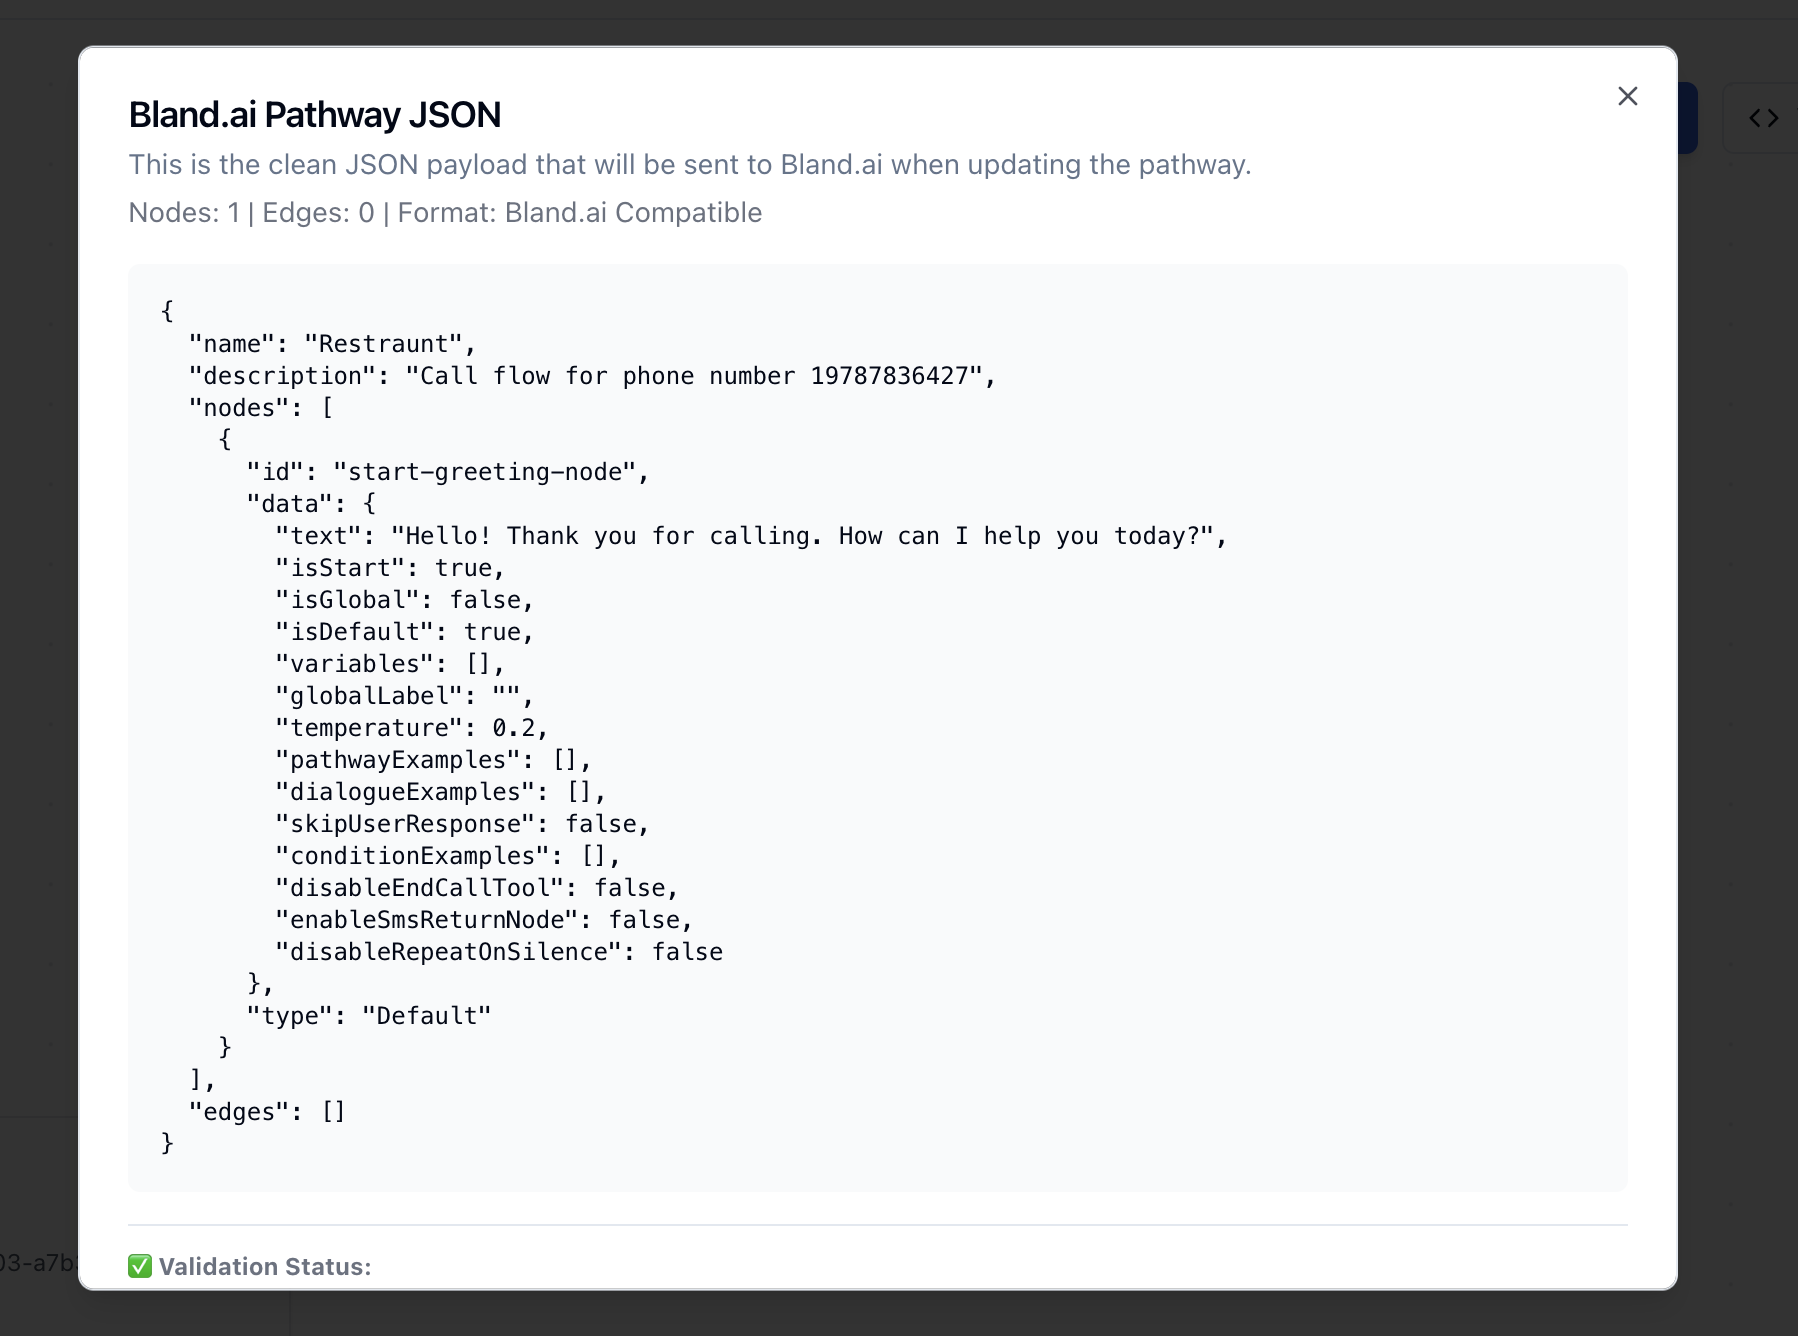 Bland.ai Pathway JSON
This is the clean JSON payload that will be sent to Bland.ai when updating the pathway.
Nodes: 1 | Edges: 0 | Format: Bland.ai Compatible
{
  "name": "Restraunt",
  "description": "Call flow for phone number 19787836427",
  "nodes": [
    {
      "id": "start-greeting-node",
      "data": {
        "text": "Hello! Thank you for calling. How can I help you today?",
        "isStart": true,
        "isGlobal": false,
        "isDefault": true,
        "variables": [],
        "globalLabel": "",
        "temperature": 0.2,
        "pathwayExamples": [],
        "dialogueExamples": [],
        "skipUserResponse": false,
        "conditionExamples": [],
        "disableEndCallTool": false,
        "enableSmsReturnNode": false,
        "disableRepeatOnSilence": false
      },
      "type": "Default"
    }
  ],
  "edges": []
}
✅ Validation Status: